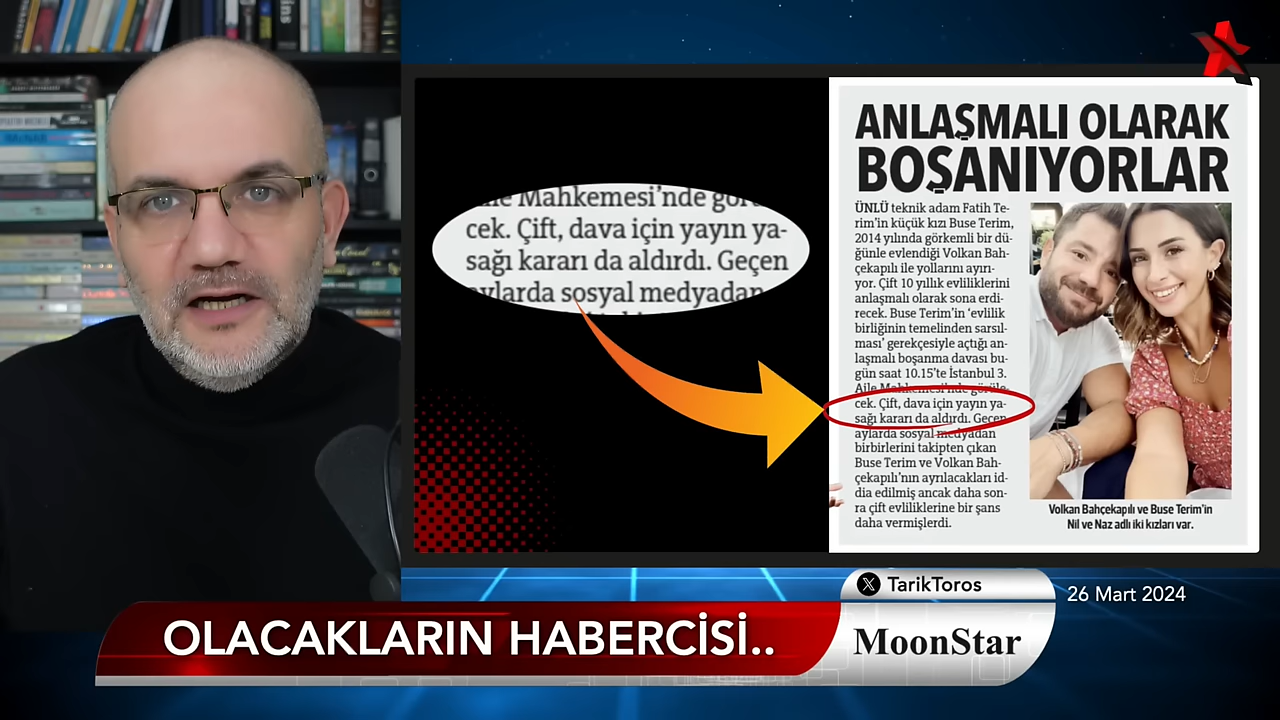 ANLAŞMALI OLARAK
BOŞANIYORLAR
ÜNLÜ teknik adam Fatih Te-
rim’in küçük kızı Buse Terim,
2014 yılında görkemli bir dü-
ğünle evlendiği Volkan Bah-
çekapılı ile yollarını ayırı-
yor. Çift 10 yıllık evliliklerini
anlaşmalı olarak sona erdi-
recek. Buse Terim’in ‘evlilik
birliğinin temelinden sarsıl-
ması’ gerekçesiyle açtığı an-
laşmalı boşanma davası bu-
gün saat 10.15’te İstanbul 3.
Aile Mahkemesi’nde görüle-
cek. Çift, dava için yayın ya-
sağı kararı da aldırdı. Geçen
aylarda sosyal medyadan
birbirlerini takipten çıkan
Buse Terim ve Volkan Bah-
çekapılı’nın ayrılacakları id-
dia edilmiş ancak daha son-
ra çift evliliklerine bir şans
daha vermişlerdi.
Volkan Bahçekapılı ve Buse Terim’in
Nil ve Naz adlı iki kızları var.
Aile Mahkemesi’nde görü
cek. Çift, dava için yayın ya-
sağı kararı da aldırdı. Geçen
aylarda sosyal medyadan
TarikToros
26 Mart 2024
OLACAKLARIN HABERCİSİ..
MoonStar